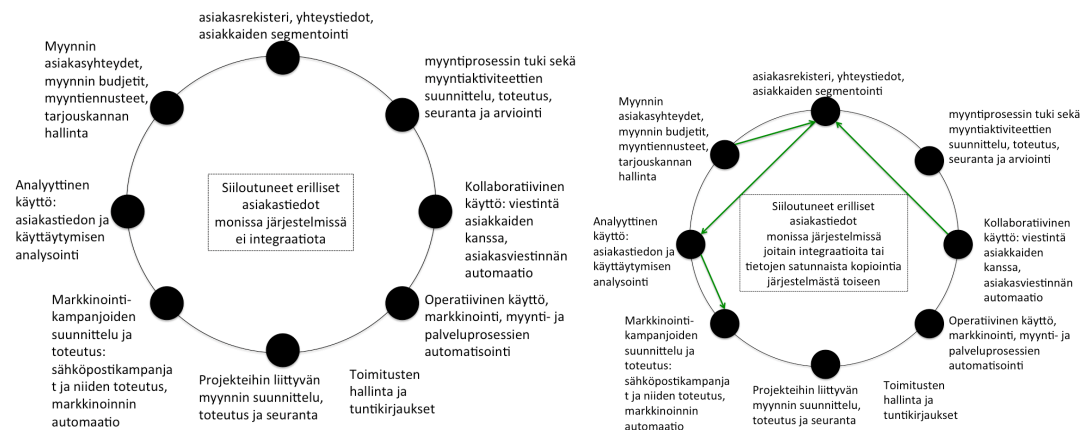 asiakasrekisteri, yhteystiedot,
asiakkaiden segmentointi
Myynnin
asiakasyhteydet,
myynnin budjetit,
myyntiennusteet,
tarjouskannan
hallinta
myyntiprosessin tuki sekä
myyntiaktiviteettien
suunnittelu, toteutus,
seuranta ja arviointi
Analyyttinen
käyttö:
asiakastiedon ja
käyttäytymisen
analysointi
Siiloutuneet erilliset
asiakastiedot
monissa järjestelmissä
ei integraatiota
Kollaboratiivinen
käyttö: viestintä
asiakkaiden
kanssa,
asiakasviestinnän
automaatio
Markkinointi-
kampanjoiden
suunnittelu ja
toteutus:
sähköpostikampanja
t ja niiden toteutus,
markkinoinnin
automaatio
Operatiivinen käyttö,
markkinointi, myynti- ja
palveluprosessien
automatisointi
Projekteihin liittyvän
myynnin suunnittelu,
toteutus ja seuranta
Toimitusten
hallinta ja
tuntikirjaukset
asiakasrekisteri, yhteystiedot,
asiakkaiden segmentointi
Myynnin
asiakasyhteydet,
myynnin budjetit,
myyntiennusteet,
tarjouskannan
hallinta
myyntiprosessin tuki sekä
myyntiaktiviteettien
suunnittelu, toteutus,
seuranta ja arviointi
Analyyttinen
käyttö:
asiakastiedon ja
käyttäytymisen
analysointi
Siiloutuneet erilliset
asiakastiedot
monissa järjestelmissä
joitain integraatioita tai
tietojen satunnaista kopiointia
järjestelmästä toiseen
Kollaboratiivinen
käyttö: viestintä
asiakkaiden
kanssa,
asiakasviestinnän
automaatio
Markkinointi-
kampanjoiden
suunnittelu ja
toteutus:
sähköpostikampanja
t ja niiden toteutus,
markkinoinnin
automaatio
Operatiivinen käyttö,
markkinointi, myynti- ja
palveluprosessien
automatisointi
Projekteihin liittyvän
myynnin suunnittelu,
toteutus ja seuranta
Toimitusten
hallinta ja
tuntikirjaukset